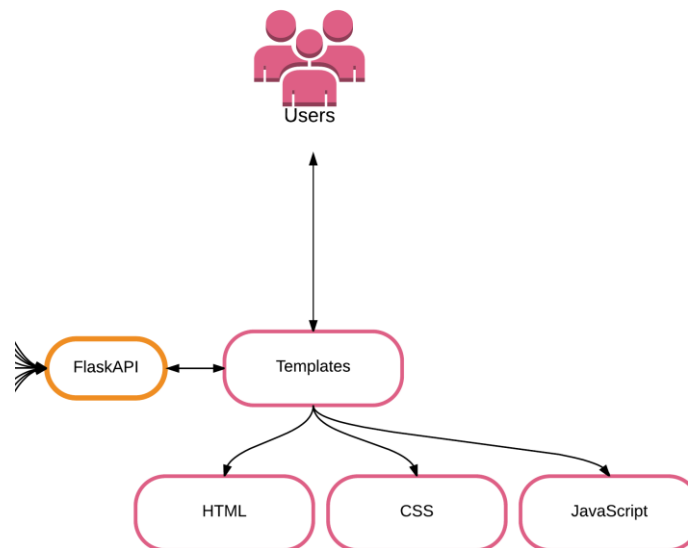 Users
FlaskAPI
Templates
HTML
CSS
JavaScript